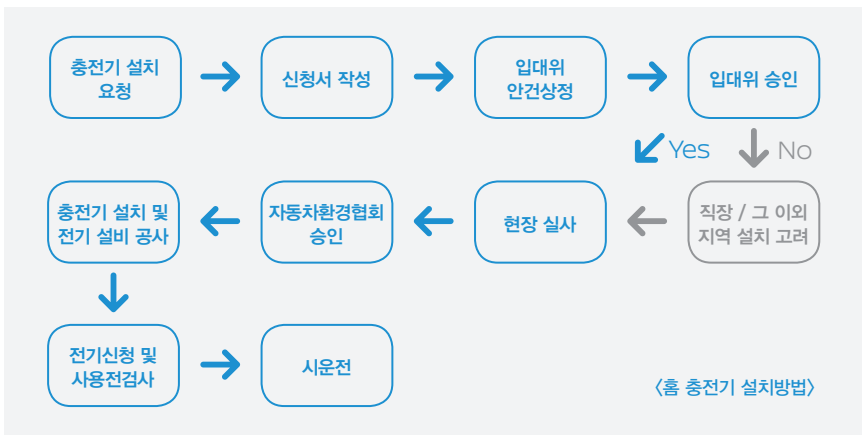 충전기 설치
요청
신청서 작성
입대위
안건상정
입대위 승인
Yes
No
직장 / 그 이외
지역 설치 고려
현장 실사
자동차환경협회
승인
충전기 설치 및
전기 설비 공사
전기신청 및
사용전검사
시운전
〈홈 충전기 설치방법〉